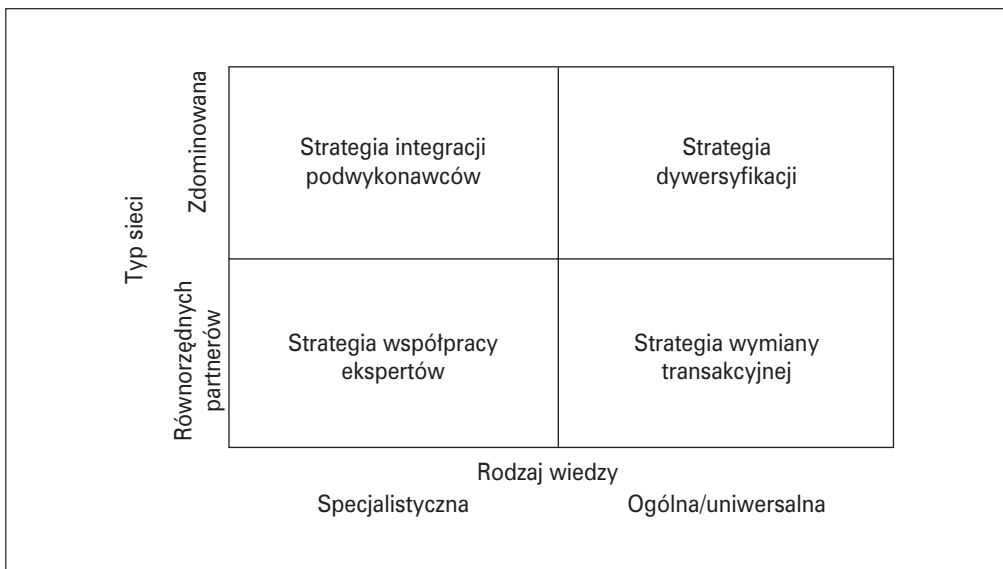 Typ sieci
Zdominowana
Strategia integracji
podwykonawców
Strategia
dywersyfikacji
Równorzędnych
partnerów
Strategia współpracy
ekspertów
Strategia wymiany
transakcyjnej
Rodzaj wiedzy
Specjalistyczna
Ogólna/uniwersalna